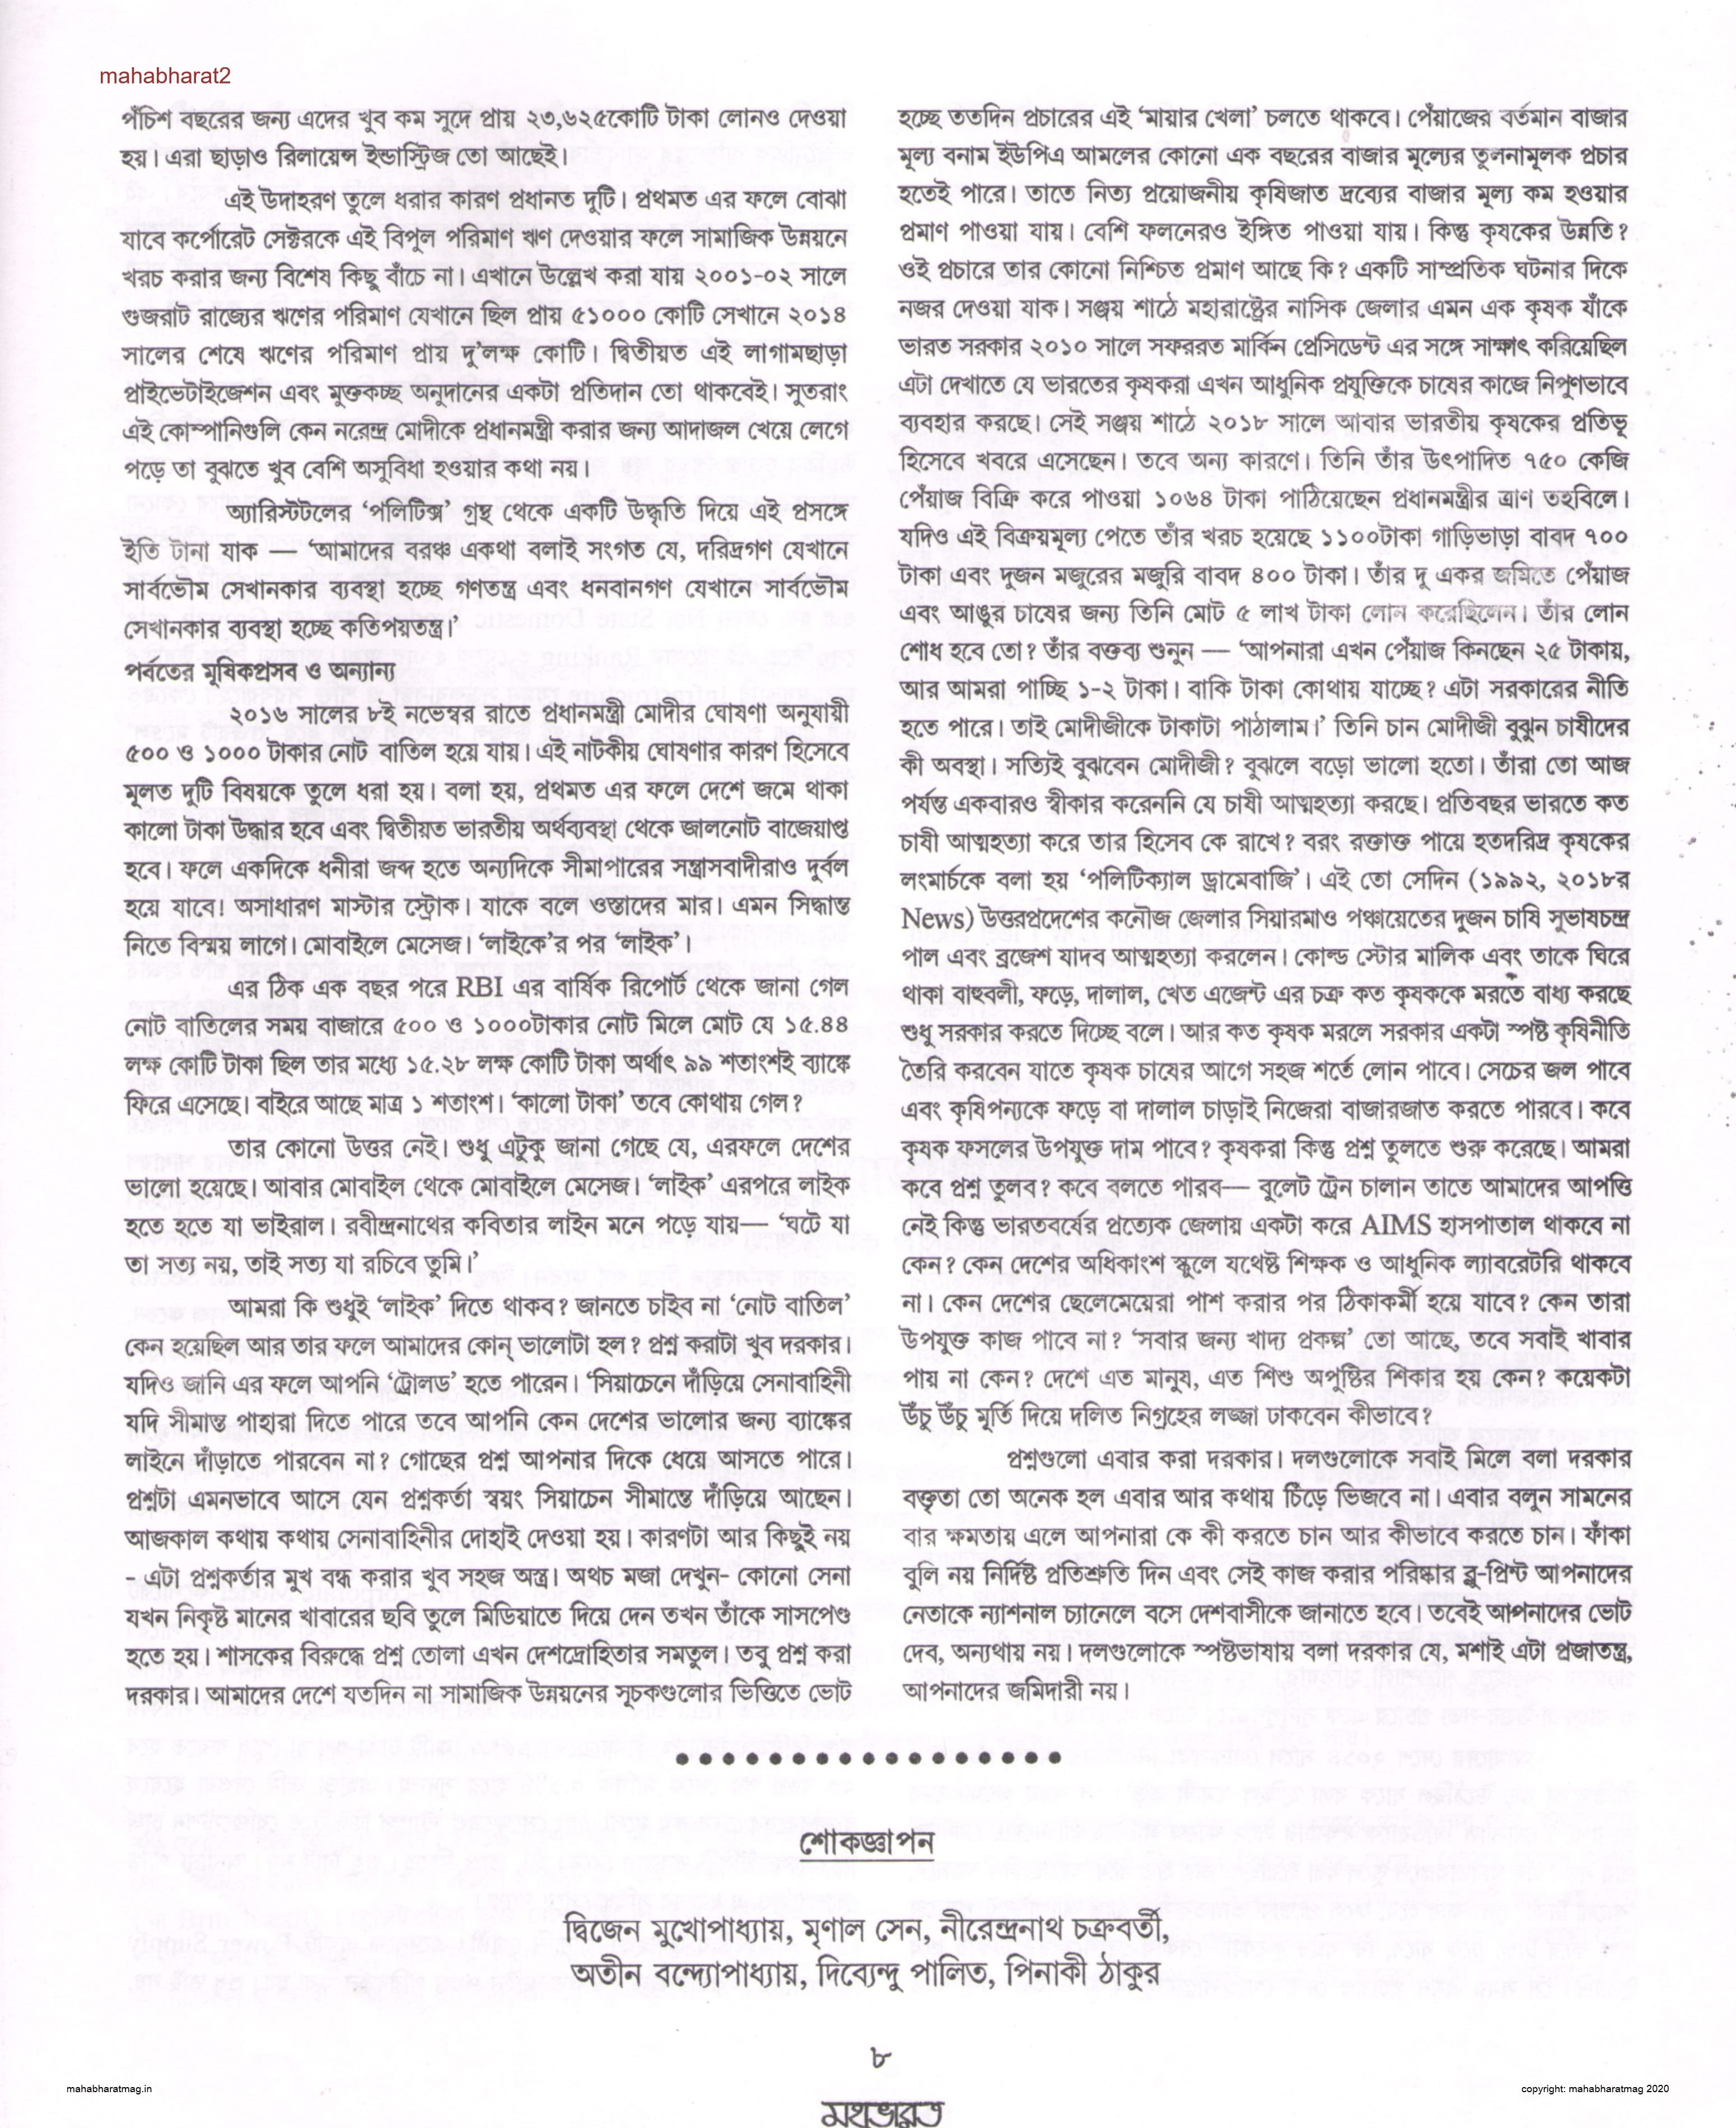 mahabharat2
পঁচিশ বছরের জন্য এদের খুব কম সুদে প্রায় ২৩,৬২৫কোটি টাকা লোনও দেওয়া
হয়। এরা ছাড়াও রিলায়েন্স ইন্ডাস্ট্রিজ তো আছেই।
এই উদাহরণ তুলে ধরার কারণ প্রধানত দুটি। প্রথমত এর ফলে বোঝা
যাবে কর্পোরেট সেক্টরকে এই বিপুল পরিমাণ ঋণ দেওয়ার ফলে সামাজিক উন্নয়নে
খরচ করার জন্য বিশেষ কিছু বাঁচে না। এখানে উল্লেখ করা যায় ২০০১-০২ সালে
গুজরাট রাজ্যের ঋণের পরিমাণ যেখানে ছিল প্রায় ৫১০০০ কোটি সেখানে ২০১৪
সালের শেষে ঋণের পরিমাণ প্রায় দু'লক্ষ কোটি। দ্বিতীয়ত এই লাগামছাড়া
প্রাইভেটাইজেশন এবং মুক্তকচ্ছ অনুদানের একটা প্রতিদান তো থাকবেই। সুতরাং
এই কোম্পানিগুলি কেন নরেন্দ্র মোদীকে প্রধানমন্ত্রী করার জন্য আদাজল খেয়ে লেগে
পড়ে তা বুঝতে খুব বেশি অসুবিধা হওয়ার কথা নয়।
অ্যারিস্টটলের ‘পলিটিক্স’ গ্রন্থ থেকে একটি উদ্ধৃতি দিয়ে এই প্রসঙ্গে
ইতি টানা যাক — ‘আমাদের বরঞ্চ একথা বলাই সংগত যে, দরিদ্রগণ যেখানে
সার্বভৌম সেখানকার ব্যবস্থা হচ্ছে গণতন্ত্র এবং ধনবানগণ যেখানে সার্বভৌম
সেখানকার ব্যবস্থা হচ্ছে কতিপয়তন্ত্র।’
পর্বতের মুষিকপ্রসব ও অন্যান্য
২০১৬ সালের ৮ই নভেম্বর রাতে প্রধানমন্ত্রী মোদীর ঘোষণা অনুযায়ী
৫০০ ও ১০০০ টাকার নোট বাতিল হয়ে যায়। এই নাটকীয় ঘোষণার কারণ হিসেবে
মূলত দুটি বিষয়কে তুলে ধরা হয়। বলা হয়, প্রথমত এর ফলে দেশে জমে থাকা
কালো টাকা উদ্ধার হবে এবং দ্বিতীয়ত ভারতীয় অর্থব্যবস্থা থেকে জালনোট বাজেয়াপ্ত
হবে। ফলে একদিকে ধনীরা জব্দ হতে অন্যদিকে সীমাপারের সন্ত্রাসবাদীরাও দুর্বল
হয়ে যাবে! অসাধারণ মাস্টার স্ট্রোক। যাকে বলে ওস্তাদের মার। এমন সিদ্ধান্ত
নিতে বিস্ময় লাগে। মোবাইলে মেসেজ। ‘লাইকে’র পর ‘লাইক’।
এর ঠিক এক বছর পরে RBI এর বার্ষিক রিপোর্ট থেকে জানা গেল
নোট বাতিলের সময় বাজারে ৫০০ ও ১০০০টাকার নোট মিলে মোট যে ১৫.৪৪
লক্ষ কোটি টাকা ছিল তার মধ্যে ১৫.২৮ লক্ষ কোটি টাকা অর্থাৎ ৯৯ শতাংশই ব্যাঙ্কে
ফিরে এসেছে। বাইরে আছে মাত্র ১ শতাংশ। ‘কালো টাকা’ তবে কোথায় গেল?
তার কোনো উত্তর নেই। শুধু এটুকু জানা গেছে যে, এরফলে দেশের
ভালো হয়েছে। আবার মোবাইল থেকে মোবাইলে মেসেজ। ‘লাইক’ এরপরে লাইক
হতে হতে যা ভাইরাল। রবীন্দ্রনাথের কবিতার লাইন মনে পড়ে যায়— ‘ঘটে যা
তা সত্য নয়, তাই সত্য যা রচিবে তুমি।’
আমরা কি শুধুই ‘লাইক’ দিতে থাকব? জানতে চাইব না ‘নোট বাতিল’
কেন হয়েছিল আর তার ফলে আমাদের কোন্ ভালোটা হল? প্রশ্ন করাটা খুব দরকার।
যদিও জানি এর ফলে আপনি ‘ট্রোলড’ হতে পারেন। ‘সিয়াচেনে দাঁড়িয়ে সেনাবাহিনী
যদি সীমান্ত পাহারা দিতে পারে তবে আপনি কেন দেশের ভালোর জন্য ব্যাঙ্কের
লাইনে দাঁড়াতে পারবেন না? গোছের প্রশ্ন আপনার দিকে ধেয়ে আসতে পারে।
প্রশ্নটা এমনভাবে আসে যেন প্রশ্নকর্তা স্বয়ং সিয়াচেন সীমান্তে দাঁড়িয়ে আছেন।
আজকাল কথায় কথায় সেনাবাহিনীর দোহাই দেওয়া হয়। কারণটা আর কিছুই নয়
- এটা প্রশ্নকর্তার মুখ বন্ধ করার খুব সহজ অস্ত্র। অথচ মজা দেখুন- কোনো সেনা
যখন নিকৃষ্ট মানের খাবারের ছবি তুলে মিডিয়াতে দিয়ে দেন তখন তাঁকে সাসপেণ্ড
হতে হয়। শাসকের বিরুদ্ধে প্রশ্ন তোলা এখন দেশদ্রোহিতার সমতুল। তবু প্রশ্ন করা
দরকার। আমাদের দেশে যতদিন না সামাজিক উন্নয়নের সূচকগুলোর ভিত্তিতে ভোট
হচ্ছে ততদিন প্রচারের এই ‘মায়ার খেলা’ চলতে থাকবে। পেঁয়াজের বর্তমান বাজার
মূল্য বনাম ইউপিএ আমলের কোনো এক বছরের বাজার মূল্যের তুলনামূলক প্রচার
হতেই পারে। তাতে নিত্য প্রয়োজনীয় কৃষিজাত দ্রব্যের বাজার মূল্য কম হওয়ার
প্রমাণ পাওয়া যায়। বেশি ফলনেরও ইঙ্গিত পাওয়া যায়। কিন্তু কৃষকের উন্নতি?
ওই প্রচারে তার কোনো নিশ্চিত প্রমাণ আছে কি? একটি সাম্প্রতিক ঘটনার দিকে
নজর দেওয়া যাক। সঞ্জয় শাঠে মহারাষ্ট্রের নাসিক জেলার এমন এক কৃষক যাঁকে
ভারত সরকার ২০১০ সালে সফররত মার্কিন প্রেসিডেন্ট এর সঙ্গে সাক্ষাৎ করিয়েছিল
এটা দেখাতে যে ভারতের কৃষকরা এখন আধুনিক প্রযুক্তিকে চাষের কাজে নিপুণভাবে
ব্যবহার করছে। সেই সঞ্জয় শাঠে ২০১৮ সালে আবার ভারতীয় কৃষকের প্রতিভূ
হিসেবে খবরে এসেছেন। তবে অন্য কারণে। তিনি তাঁর উৎপাদিত ৭৫০ কেজি
পেঁয়াজ বিক্রি করে পাওয়া ১০৬৪ টাকা পাঠিয়েছেন প্রধানমন্ত্রীর ত্রাণ তহবিলে।
যদিও এই বিক্রয়মূল্য পেতে তাঁর খরচ হয়েছে ১১০০টাকা গাড়িভাড়া বাবদ ৭০০
টাকা এবং দুজন মজুরের মজুরি বাবদ ৪০০ টাকা। তাঁর দু একর জমিতে পেঁয়াজ
এবং আঙুর চাষের জন্য তিনি মোট ৫ লাখ টাকা লোন করেছিলেন। তাঁর লোন
শোধ হবে তো? তাঁর বক্তব্য শুনুন — ‘আপনারা এখন পেঁয়াজ কিনছেন ২৫ টাকায়,
আর আমরা পাচ্ছি ১-২ টাকা। বাকি টাকা কোথায় যাচ্ছে? এটা সরকারের নীতি
হতে পারে। তাই মোদীজীকে টাকাটা পাঠালাম।’ তিনি চান মোদীজী বুঝুন চাষীদের
কী অবস্থা। সত্যিই বুঝবেন মোদীজী? বুঝলে বড়ো ভালো হতো। তাঁরা তো আজ
পর্যন্ত একবারও স্বীকার করেননি যে চাষী আত্মহত্যা করছে। প্রতিবছর ভারতে কত
চাষী আত্মহত্যা করে তার হিসেব কে রাখে? বরং রক্তাক্ত পায়ে হতদরিদ্র কৃষকের
লংমার্চকে বলা হয় ‘পলিটিক্যাল ড্রামেবাজি’। এই তো সেদিন (১৯৯২, ২০১৮র
News) উত্তরপ্রদেশের কনৌজ জেলার সিয়ারমাও পঞ্চায়েতের দুজন চাষি সুভাষচন্দ্র
পাল এবং ব্রজেশ যাদব আত্মহত্যা করলেন। কোল্ড স্টোর মালিক এবং তাকে ঘিরে
থাকা বাহুবলী, ফড়ে, দালাল, খেত এজেন্ট এর চক্র কত কৃষককে মরতে বাধ্য করছে
শুধু সরকার করতে দিচ্ছে বলে। আর কত কৃষক মরলে সরকার একটা স্পষ্ট কৃষিনীতি
তৈরি করবেন যাতে কৃষক চাষের আগে সহজ শর্তে লোন পাবে। সেচের জল পাবে
এবং কৃষিপন্যকে ফড়ে বা দালাল চাড়াই নিজেরা বাজারজাত করতে পারবে। কবে
কৃষক ফসলের উপযুক্ত দাম পাবে? কৃষকরা কিন্তু প্রশ্ন তুলতে শুরু করেছে। আমরা
কবে প্রশ্ন তুলব? কবে বলতে পারব— বুলেট ট্রেন চালান তাতে আমাদের আপত্তি
নেই কিন্তু ভারতবর্ষের প্রত্যেক জেলায় একটা করে AIMS হাসপাতাল থাকবে না
কেন? কেন দেশের অধিকাংশ স্কুলে যথেষ্ট শিক্ষক ও আধুনিক ল্যাবরেটরি থাকবে
না। কেন দেশের ছেলেমেয়েরা পাশ করার পর ঠিকাকর্মী হয়ে যাবে? কেন তারা
উপযুক্ত কাজ পাবে না? ‘সবার জন্য খাদ্য প্রকল্প’ তো আছে, তবে সবাই খাবার
পায় না কেন? দেশে এত মানুষ, এত শিশু অপুষ্টির শিকার হয় কেন? কয়েকটা
উঁচু উঁচু মূর্তি দিয়ে দলিত নিগ্রহের লজ্জা ঢাকবেন কীভাবে?
প্রশ্নগুলো এবার করা দরকার। দলগুলোকে সবাই মিলে বলা দরকার
বক্তৃতা তো অনেক হল এবার আর কথায় চিঁড়ে ভিজবে না। এবার বলুন সামনের
বার ক্ষমতায় এলে আপনারা কে কী করতে চান আর কীভাবে করতে চান। ফাঁকা
বুলি নয় নির্দিষ্ট প্রতিশ্রুতি দিন এবং সেই কাজ করার পরিষ্কার ব্লু-প্রিন্ট আপনাদের
নেতাকে ন্যাশনাল চ্যানেলে বসে দেশবাসীকে জানাতে হবে। তবেই আপনাদের ভোট
দেব, অন্যথায় নয়। দলগুলোকে স্পষ্টভাষায় বলা দরকার যে, মশাই এটা প্রজাতন্ত্র,
আপনাদের জমিদারী নয়।
শোকজ্ঞাপন
দ্বিজেন মুখোপাধ্যায়, মৃণাল সেন, নীরেন্দ্রনাথ চক্রবর্তী,
অতীন বন্দ্যোপাধ্যায়, দিব্যেন্দু পালিত, পিনাকী ঠাকুর
৮
mahabharatmag.in
copyright: mahabharatmag 2020
মহাভারত